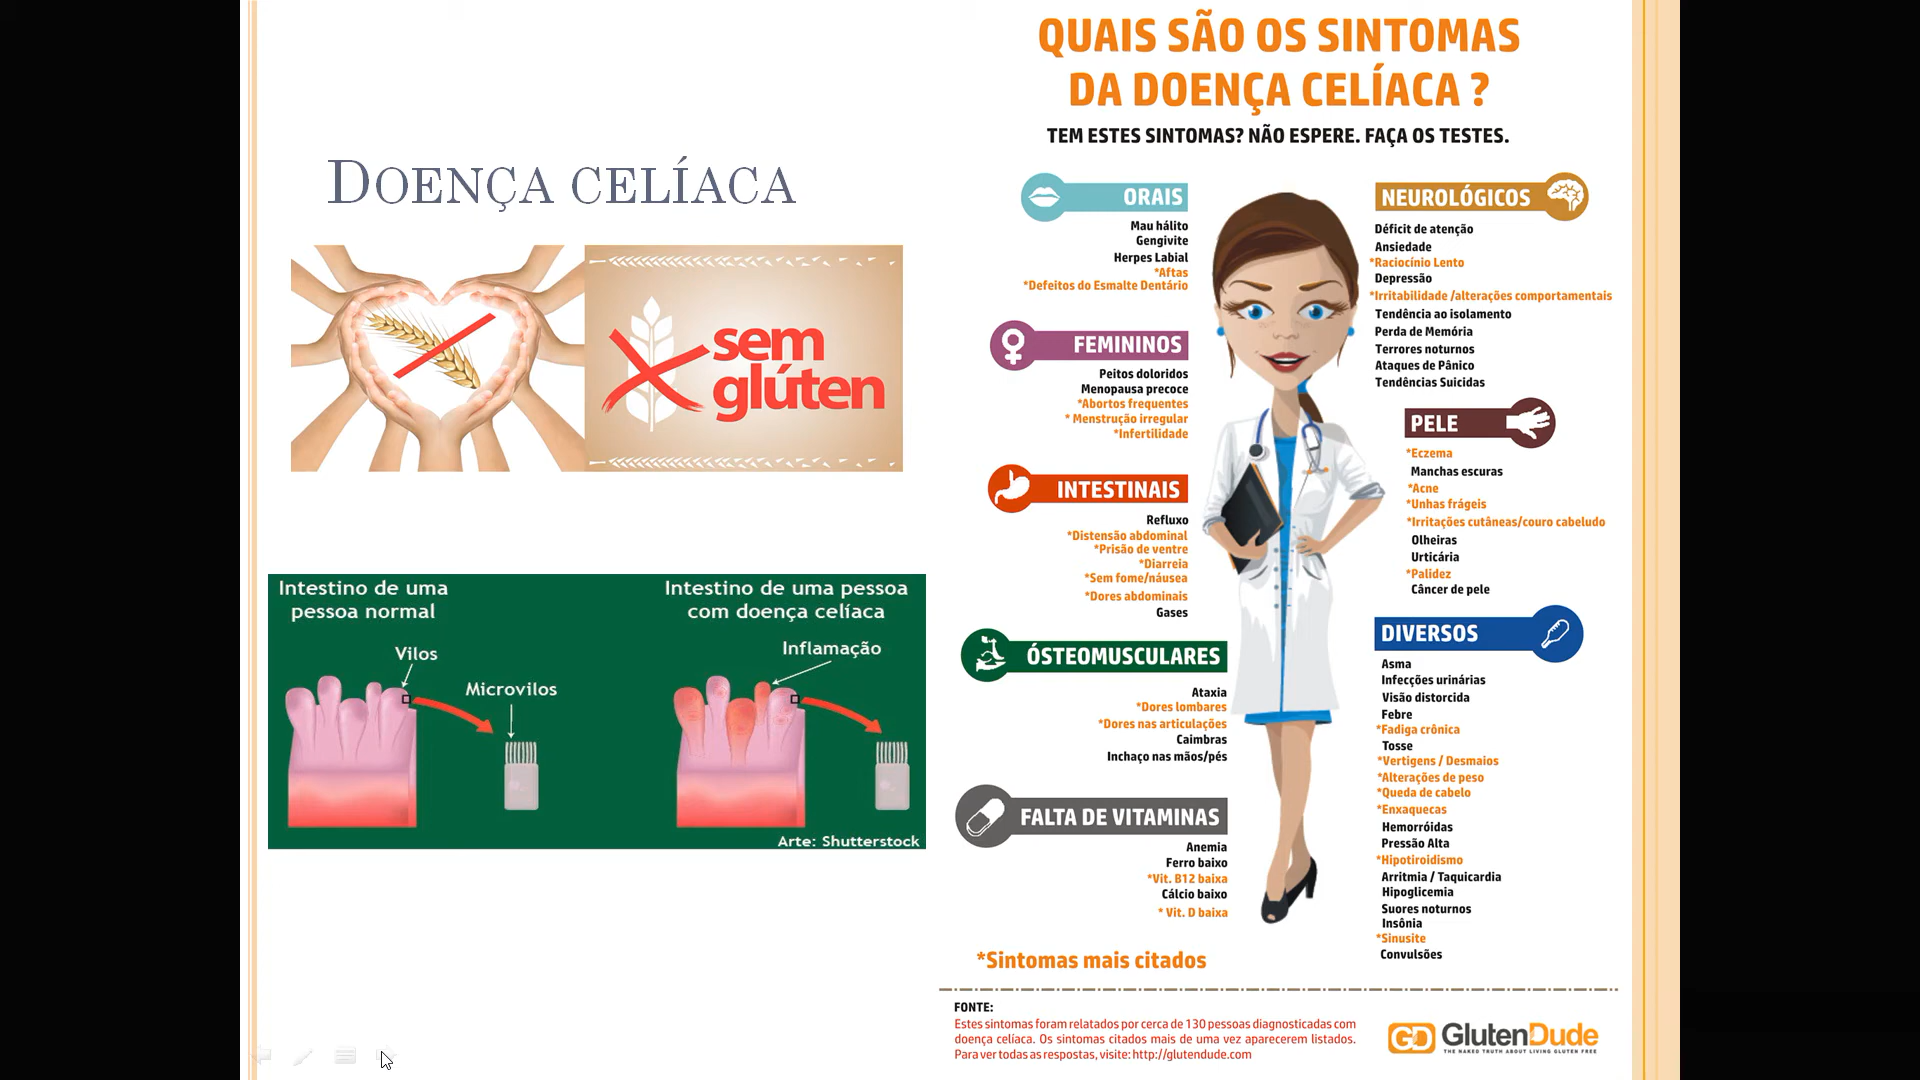 DOENÇA CELÍACA
sem
glúten
Intestino de uma
pessoa normal
Vilos
Microvilos
Intestino de uma pessoa
com doença celíaca
Inflamação
Arte: Shutterstock
QUAIS SÃO OS SINTOMAS
DA DOENÇA CELÍACA ?
TEM ESTES SINTOMAS? NÃO ESPERE. FAÇA OS TESTES.
ORAIS
Mau hálito
Gengivite
Herpes Labial
*Aftas
*Defeitos do Esmalte Dentário
FEMININOS
Peitos doloridos
Menopausa precoce
*Abortos frequentes
* Menstrução irregular
*Infertilidade
INTESTINAIS
Refluxo
*Distensão abdominal
*Prisão de ventre
*Diarreia
*Sem fome/náusea
*Dores abdominais
Gases
ÓSTEOMUSCULARES
Ataxia
*Dores lombares
*Dores nas articulações
Caimbras
Inchaço nas mãos/pés
FALTA DE VITAMINAS
Anemia
Ferro baixo
*Vit. B12 baixa
Cálcio baixo
* Vit. D baixa
NEUROLÓGICOS
Déficit de atenção
Ansiedade
*Raciocínio Lento
Depressão
*Irritabilidade /alterações comportamentais
Tendência ao isolamento
Perda de Memória
Terrores noturnos
Ataques de Pânico
Tendências Suicidas
PELE
*Eczema
Manchas escuras
*Acne
*Unhas frágeis
*Irritações cutâneas/couro cabeludo
Olheiras
Urticária
*Palidez
Câncer de pele
DIVERSOS
Asma
Infecções urinárias
Visão distorcida
Febre
*Fadiga crônica
Tosse
*Vertigens / Desmaios
*Alterações de peso
*Queda de cabelo
*Enxaquecas
Hemorróidas
Pressão Alta
*Hipotiroidismo
Arritmia / Taquicardia
Hipoglicemia
Suores noturnos
Insônia
*Sinusite
Convulsões
*Sintomas mais citados
FONTE:
Estes sintomas foram relatados por cerca de 130 pessoas diagnosticadas com
doença celíaca. Os sintomas citados mais de uma vez aparecerem listados.
Para ver todas as respostas, visite: http://glutendude.com
GD GlutenDude
THE NAKED TRUTH ABOUT LIVING GLUTEN FREE